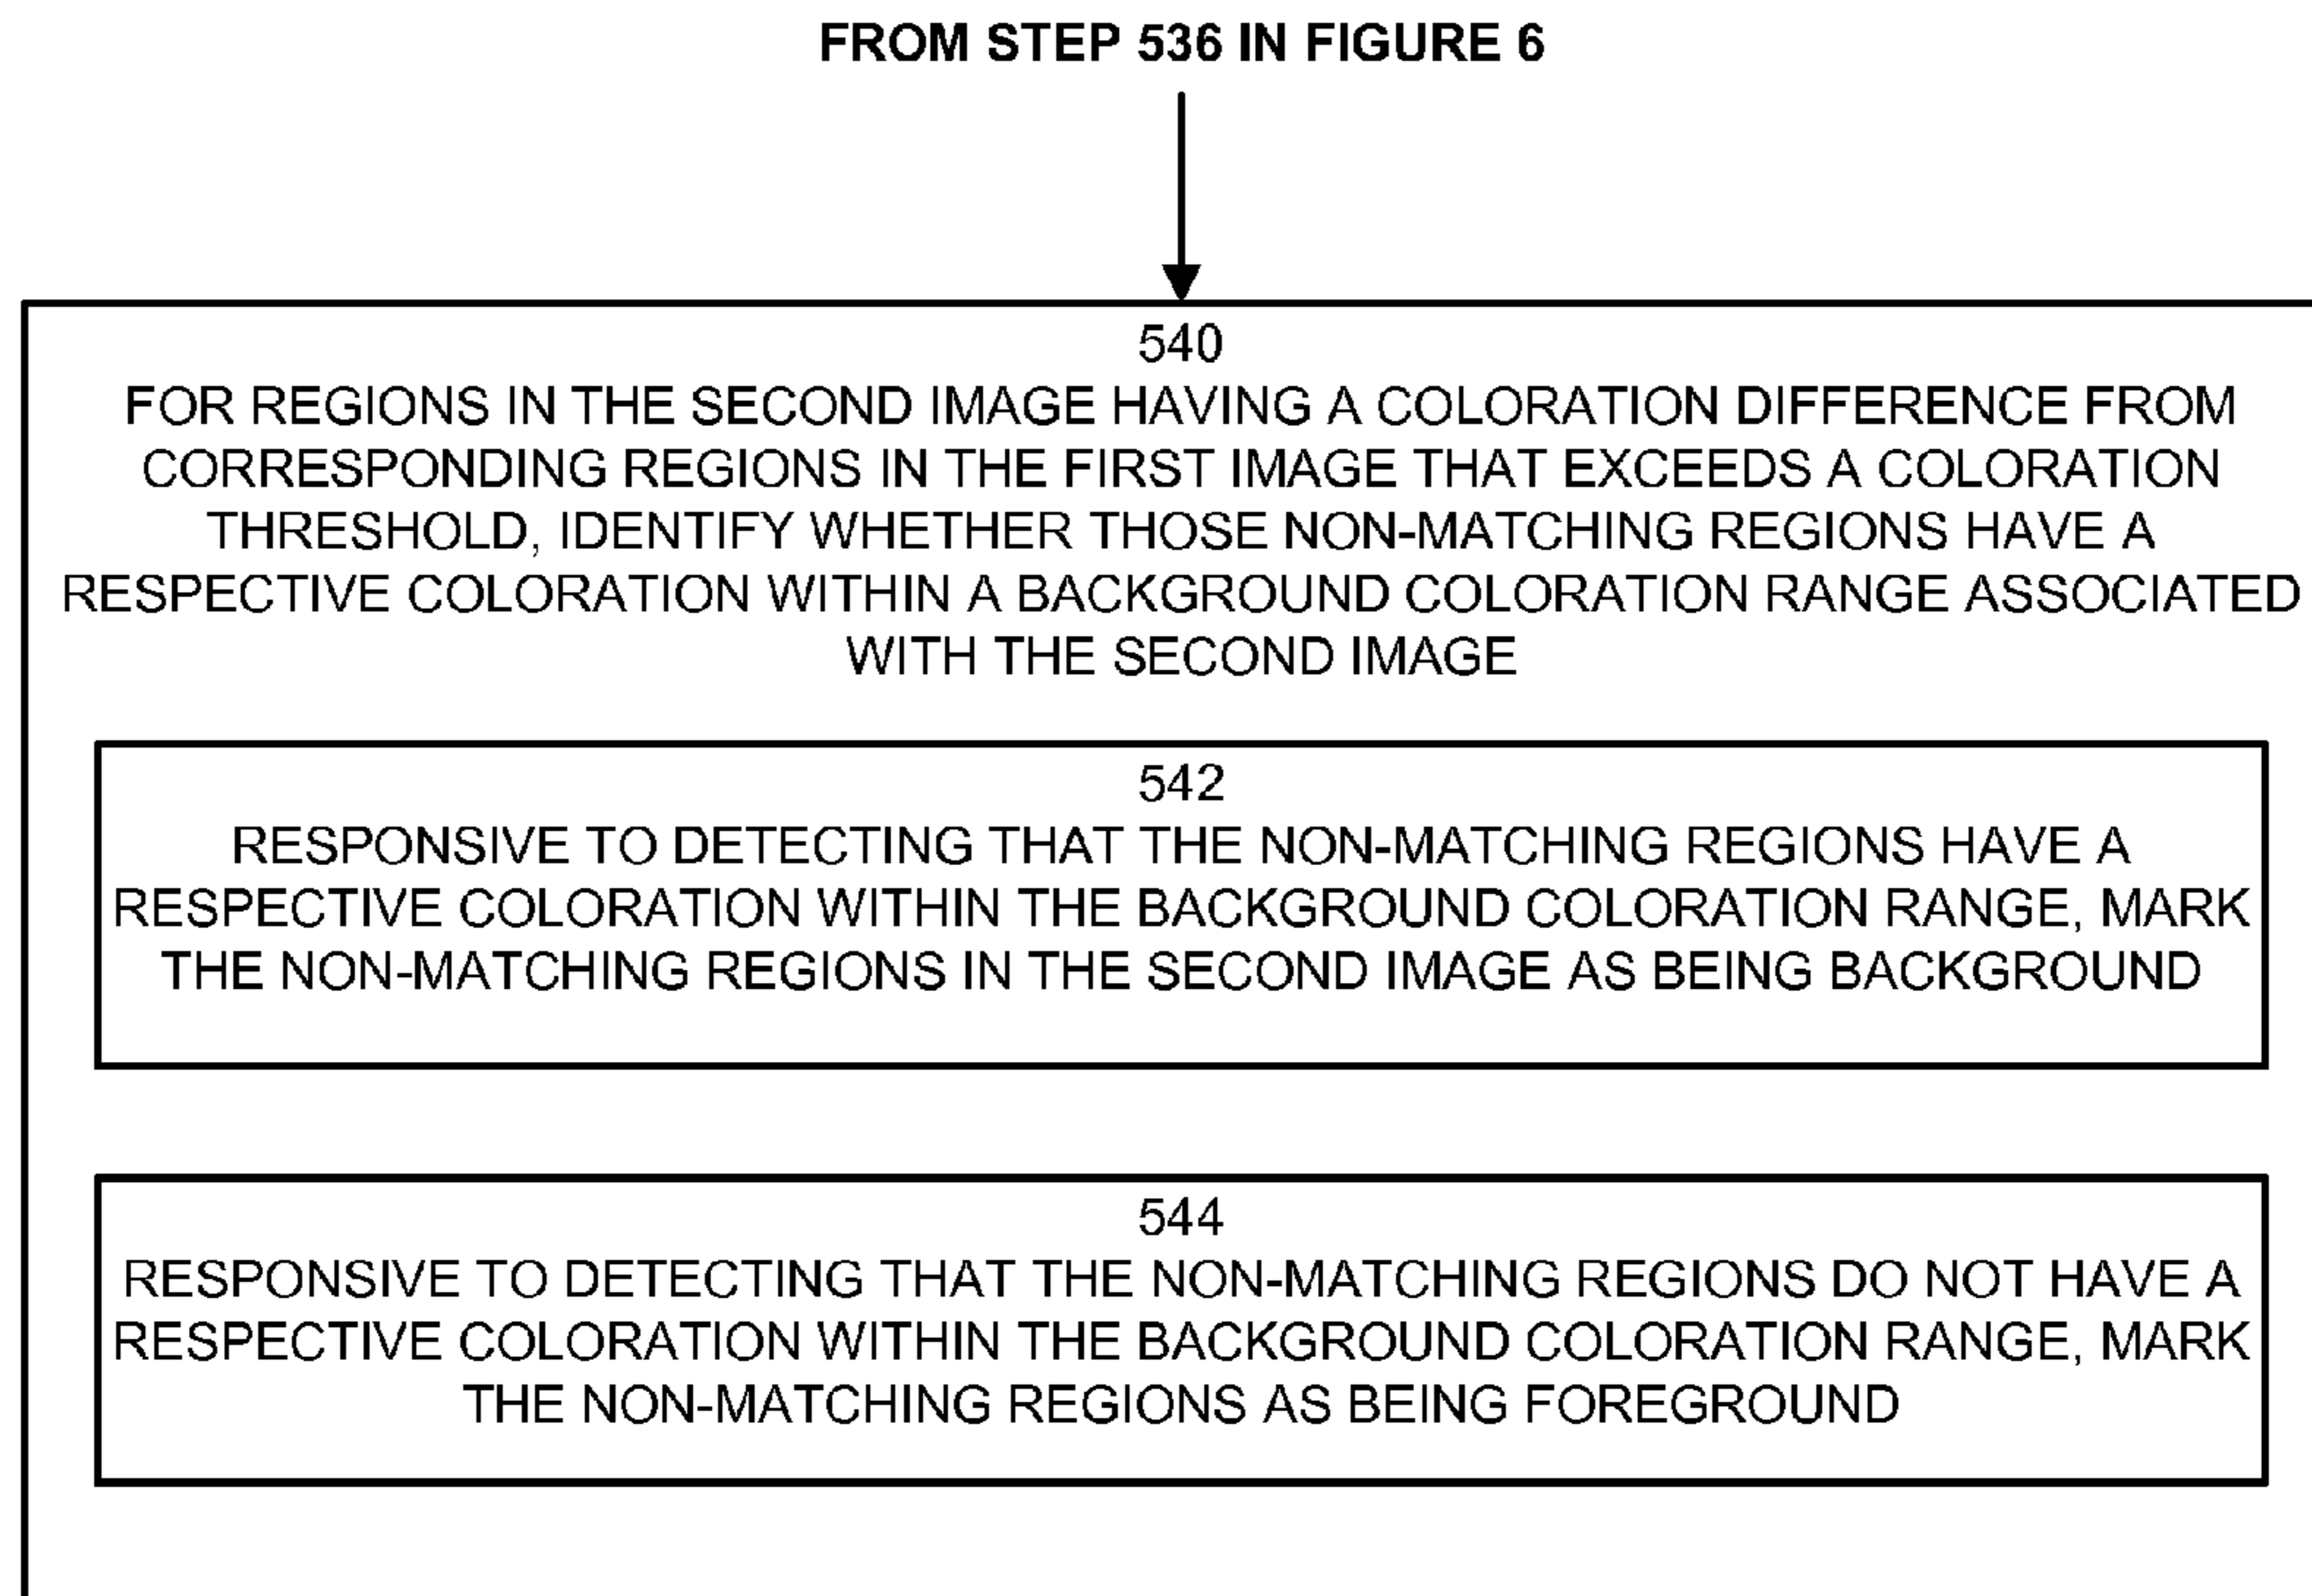 FROM STEP 536 IN FIGURE 6
540
FOR REGIONS IN THE SECOND IMAGE HAVING A COLORATION DIFFERENCE FROM
CORRESPONDING REGIONS IN THE FIRST IMAGE THAT EXCEEDS A COLORATION
THRESHOLD, IDENTIFY WHETHER THOSE NON-MATCHING REGIONS HAVE A
RESPECTIVE COLORATION WITHIN A BACKGROUND COLORATION RANGE ASSOCIATED
WITH THE SECOND IMAGE
542
RESPONSIVE TO DETECTING THAT THE NON-MATCHING REGIONS HAVE A
RESPECTIVE COLORATION WITHIN THE BACKGROUND COLORATION RANGE, MARK
THE NON-MATCHING REGIONS IN THE SECOND IMAGE AS BEING BACKGROUND
544
RESPONSIVE TO DETECTING THAT THE NON-MATCHING REGIONS DO NOT HAVE A
RESPECTIVE COLORATION WITHIN THE BACKGROUND COLORATION RANGE, MARK
THE NON-MATCHING REGIONS AS BEING FOREGROUND